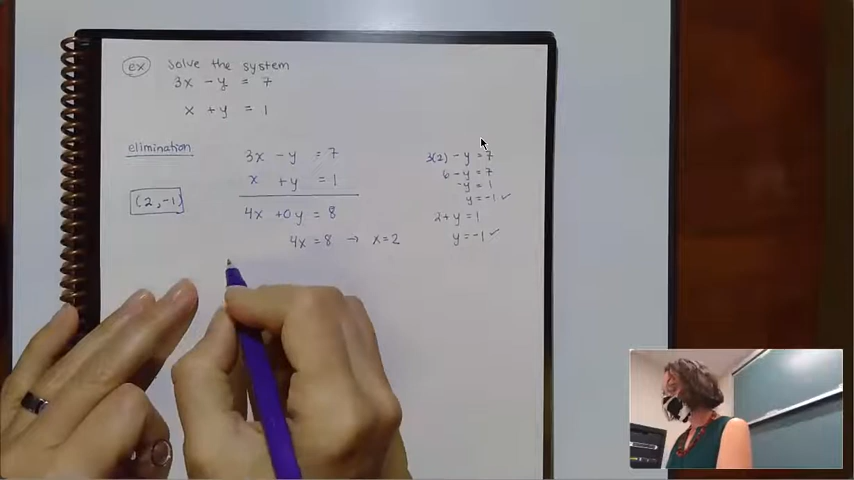 ex Solve the system
3x - y = 7
x + y = 1
elimination
3x - y = 7
x + y = 1
4x + 0y = 8
4x = 8 → x = 2
(2, -1)
3(2) - y = 7
6 - y = 7
-y = 1
y = -1 ✓
2 + y = 1
y = -1 ✓